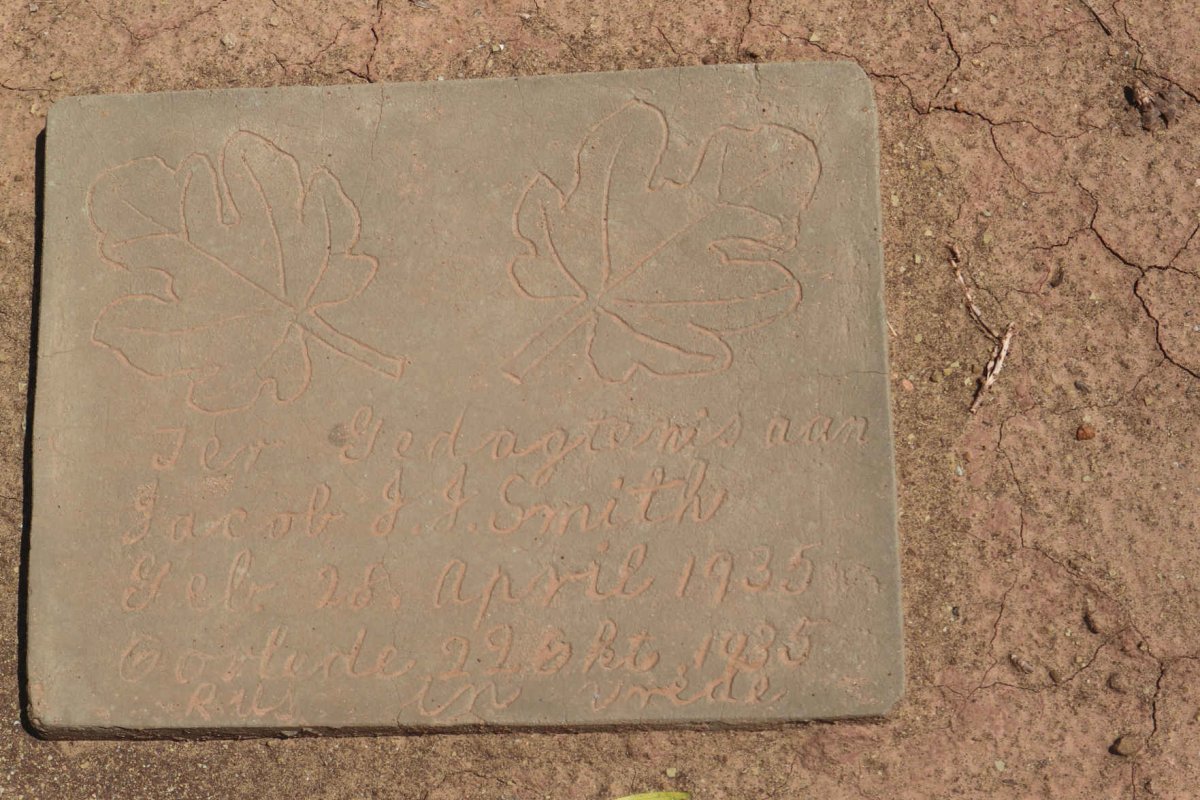 Ter Gedagtenis aan
Jacob J. J. Smith
Geb. 28. April 1935
Oorlede 22 Okt. 1935
Rus in vrede